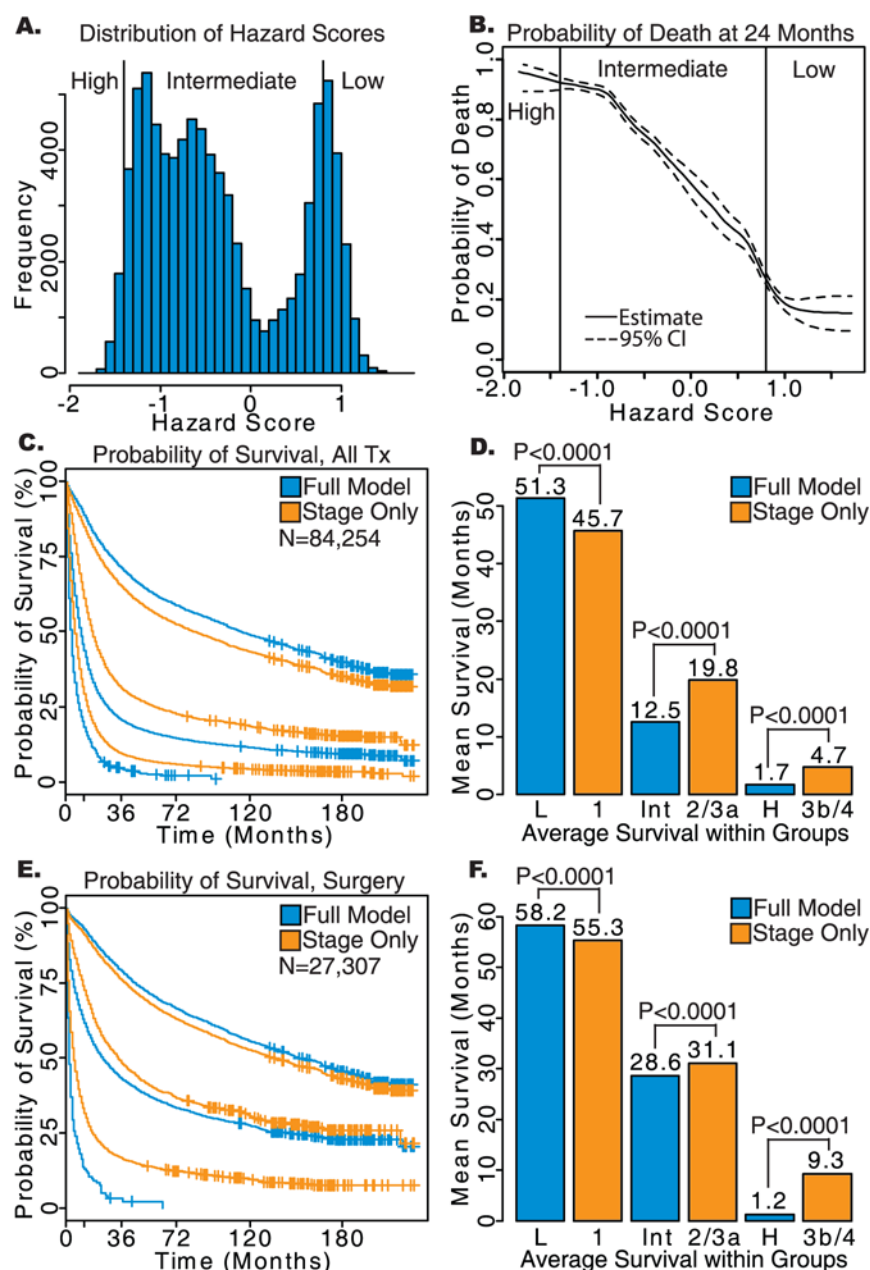 A.
Distribution of Hazard Scores
High
Intermediate
Low
Frequency
0
2000
4000
-2
-1
0
1
Hazard Score
B.
Probability of Death at 24 Months
Intermediate
Low
High
Probability of Death
0.0
0.2
0.4
0.6
0.8
1.0
Estimate
95% CI
-2.0
-1.0
0.0
1.0
Hazard Score
C.
Probability of Survival, All Tx
Full Model
Stage Only
N=84,254
Probability of Survival (%)
0
25
50
75
100
0
36
72
120
180
Time (Months)
D.
P<0.0001
Full Model
Stage Only
51.3
45.7
P<0.0001
12.5
19.8
P<0.0001
1.7
4.7
Mean Survival (Months)
0
10
20
30
40
50
L
1
Int
2/3a
H
3b/4
Average Survival within Groups
E.
Probability of Survival, Surgery
Full Model
Stage Only
N=27,307
Probability of Survival (%)
0
25
50
75
100
0
36
72
120
180
Time (Months)
F.
P<0.0001
Full Model
Stage Only
58.2
55.3
P<0.0001
28.6
31.1
P<0.0001
1.2
9.3
Mean Survival (Months)
0
10
20
30
40
50
60
L
1
Int
2/3a
H
3b/4
Average Survival within Groups